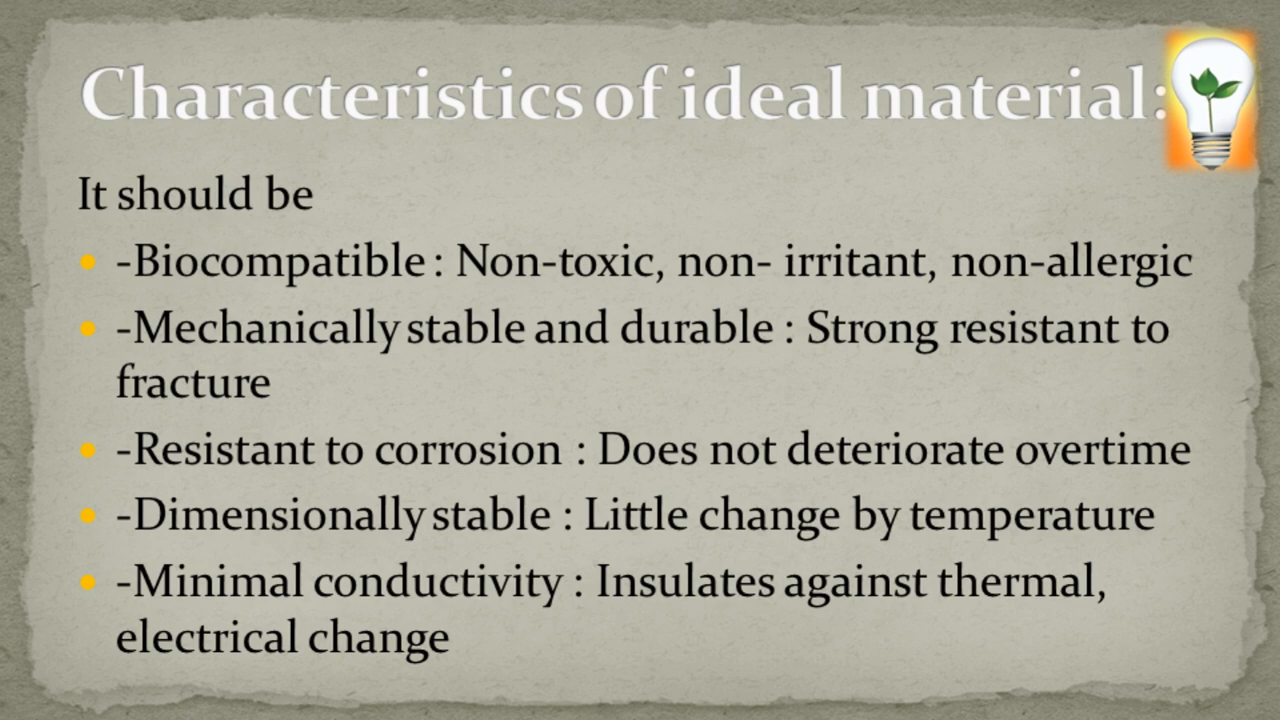 Characteristics of ideal material:
It should be
-Biocompatible : Non-toxic, non- irritant, non-allergic
-Mechanically stable and durable : Strong resistant to
fracture
-Resistant to corrosion : Does not deteriorate overtime
-Dimensionally stable : Little change by temperature
-Minimal conductivity : Insulates against thermal,
electrical change